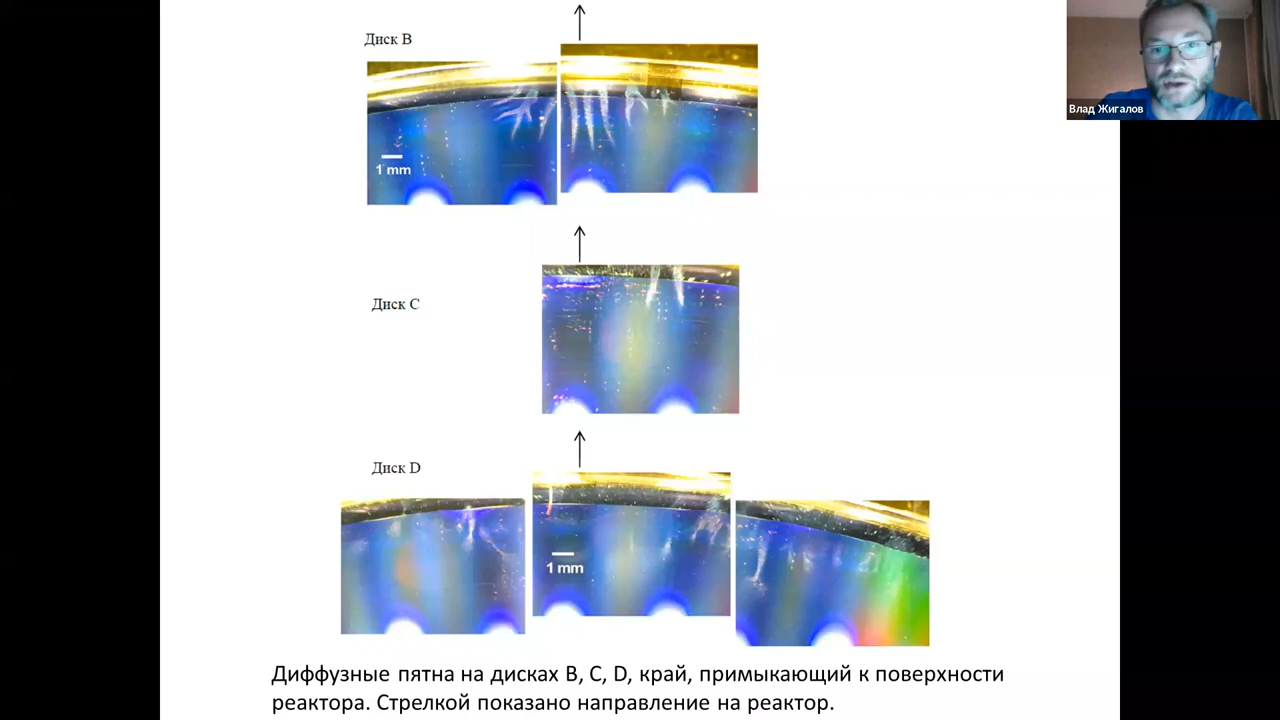 Диск B
Влад Жигалов
1 mm
Диск C
Диск D
1 mm
Диффузные пятна на дисках B, C, D, край, примыкающий к поверхности
реактора. Стрелкой показано направление на реактор.